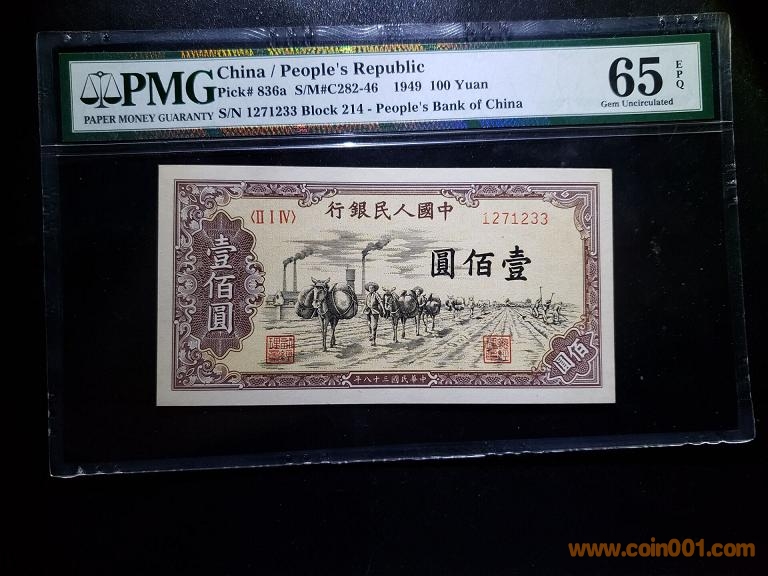 PMG
PAPER MONEY GUARANTY
China / People's Republic
Pick# 836a S/M#C282-46 1949 100 Yuan
S/N 1271233 Block 214 - People's Bank of China
65 EPQ
Gem Uncirculated
行銀民人國中
〈II I IV〉
1271233
圓佰壹
壹佰圓
佰圓
年八十三國民華中
www.coin001.com